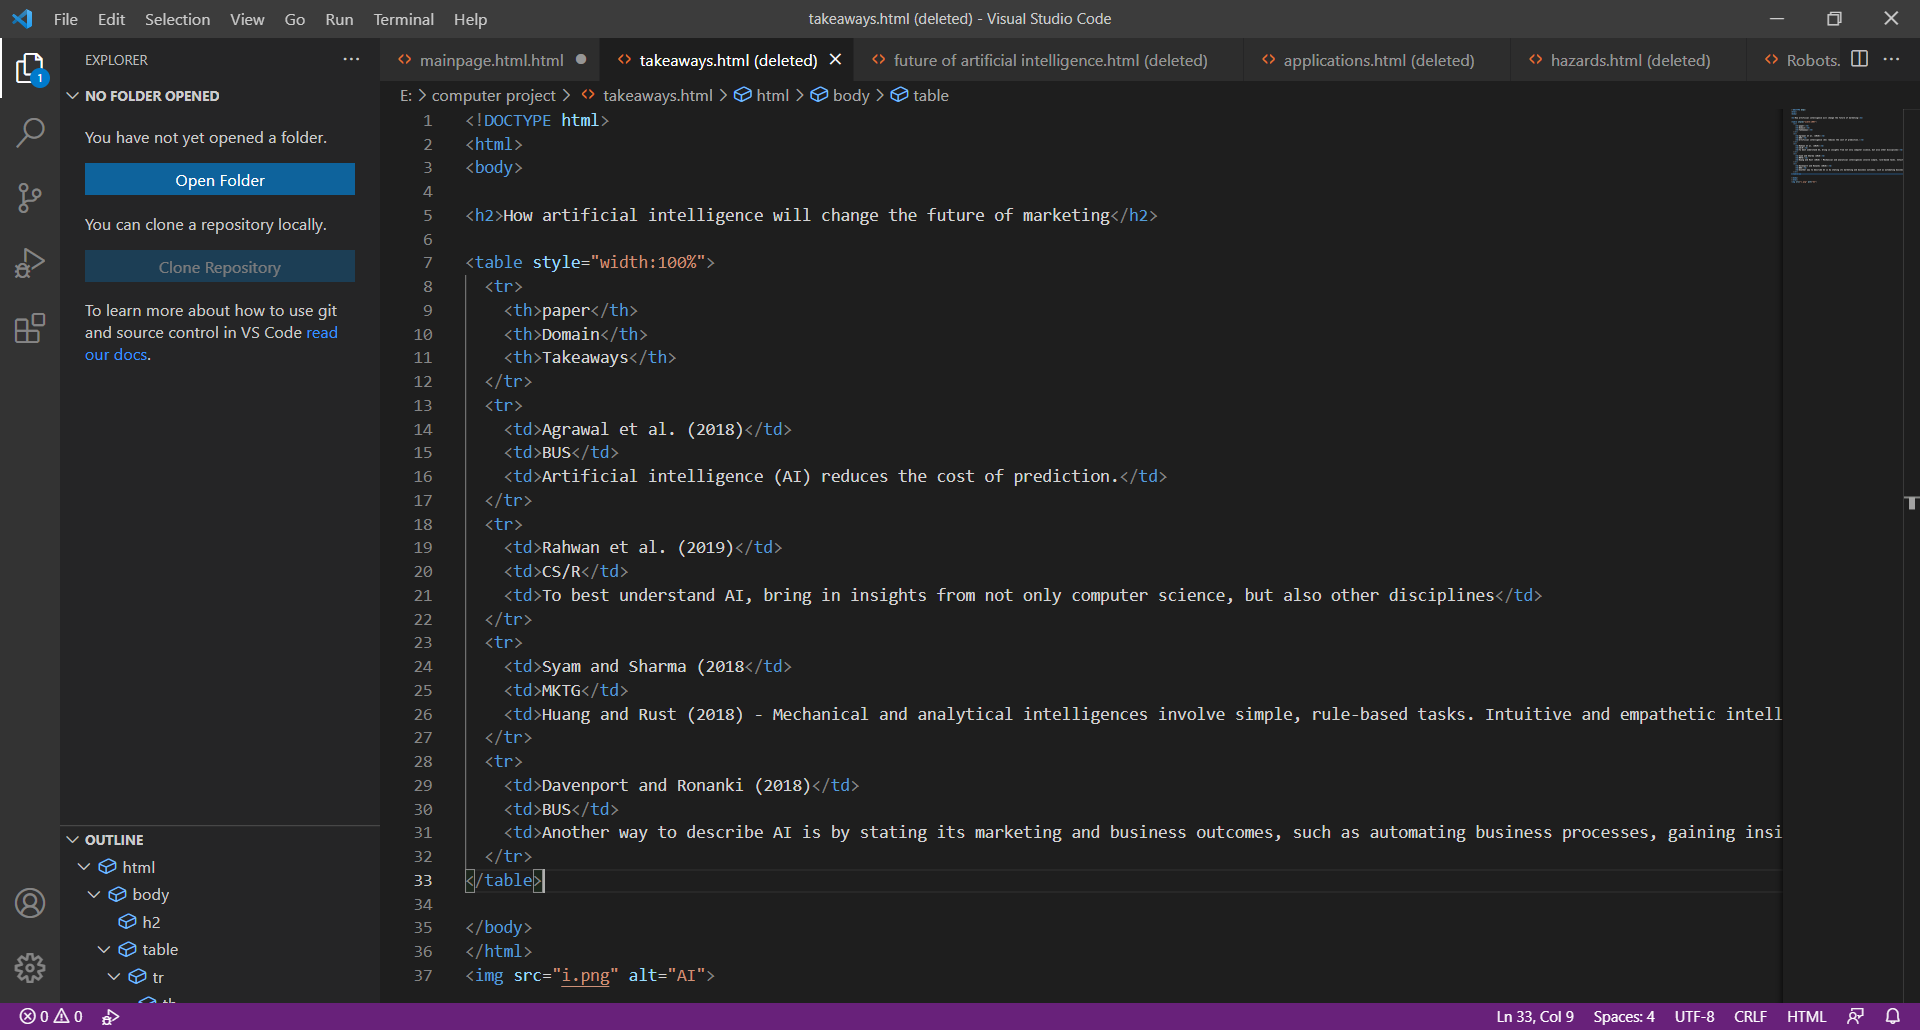 File Edit Selection View Go Run Terminal Help takeaways.html (deleted) - Visual Studio Code
EXPLORER
mainpage.html.html takeaways.html (deleted) future of artificial intelligence.html (deleted) applications.html (deleted) hazards.html (deleted) Robots.
NO FOLDER OPENED
You have not yet opened a folder.
Open Folder
You can clone a repository locally.
Clone Repository
To learn more about how to use git
and source control in VS Code read
our docs.
1
E: > computer project > takeaways.html > html > body > table
1 <!DOCTYPE html>
2 <html>
3 <body>
4
5 <h2>How artificial intelligence will change the future of marketing</h2>
6
7 <table style="width:100%">
8 <tr>
9 <th>paper</th>
10 <th>Domain</th>
11 <th>Takeaways</th>
12 </tr>
13 <tr>
14 <td>Agrawal et al. (2018)</td>
15 <td>BUS</td>
16 <td>Artificial intelligence (AI) reduces the cost of prediction.</td>
17 </tr>
18 <tr>
19 <td>Rahwan et al. (2019)</td>
20 <td>CS/R</td>
21 <td>To best understand AI, bring in insights from not only computer science, but also other disciplines</td>
22 </tr>
23 <tr>
24 <td>Syam and Sharma (2018</td>
25 <td>MKTG</td>
26 <td>Huang and Rust (2018) - Mechanical and analytical intelligences involve simple, rule-based tasks. Intuitive and empathetic intell
27 </tr>
28 <tr>
29 <td>Davenport and Ronanki (2018)</td>
30 <td>BUS</td>
31 <td>Another way to describe AI is by stating its marketing and business outcomes, such as automating business processes, gaining insi
32 </tr>
33 </table>
34
35 </body>
36 </html>
37 <img src="i.png" alt="AI">
OUTLINE
html
body
h2
table
tr
th
0 0 Ln 33, Col 9 Spaces: 4 UTF-8 CRLF HTML